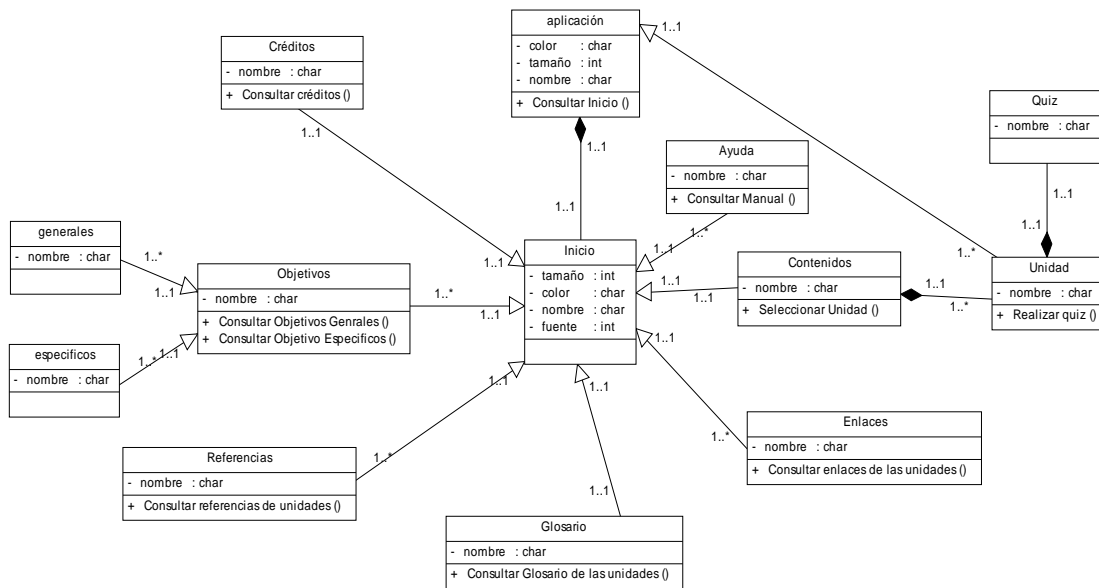 aplicación
- color : char
- tamaño : int
- nombre : char
+ Consultar Inicio ()
1..1
1..1
1..1
Créditos
- nombre : char
+ Consultar créditos ()
1..1
1..1
Quiz
- nombre : char
1..1
1..1
Ayuda
- nombre : char
+ Consultar Manual ()
1..*
1..1
generales
- nombre : char
1..*
1..1
Objetivos
- nombre : char
+ Consultar Objetivos Genrales ()
+ Consultar Objetivo Especificos ()
1..*
1..1
especificos
- nombre : char
1..*
1..1
Inicio
- tamaño : int
- color : char
- nombre : char
- fuente : int
Contenidos
- nombre : char
+ Seleccionar Unidad ()
1..1
1..1
1..1
1..*
Unidad
- nombre : char
+ Realizar quiz ()
1..*
Enlaces
- nombre : char
+ Consultar enlaces de las unidades ()
1..1
1..*
Referencias
- nombre : char
+ Consultar referencias de unidades ()
1..1
1..*
Glosario
- nombre : char
+ Consultar Glosario de las unidades ()
1..1
1..1